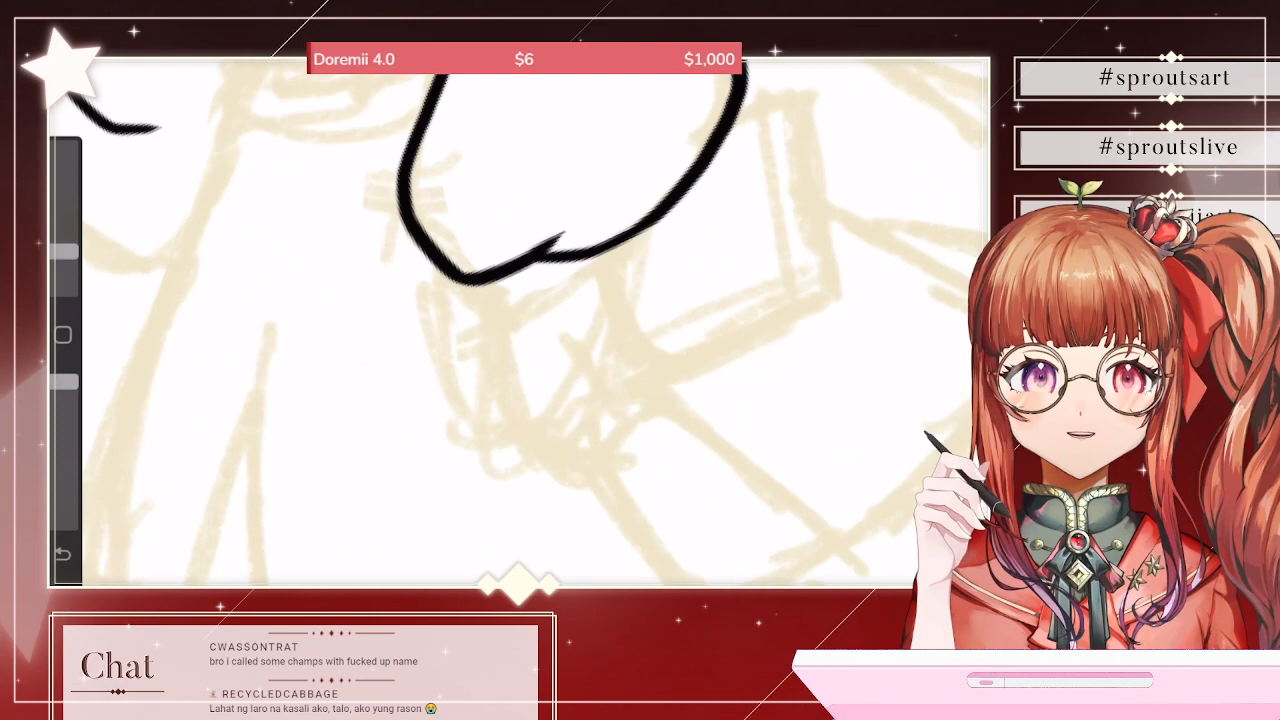 Doremii 4.0 $6 $1,000
#sproutsart
#sproutslive
Chat
CWASSONTRAT
bro i called some champs with fucked up name
RECYCLEDCABBAGE
Lahat ng laro na kasali ako, talo, ako yung rason 😭